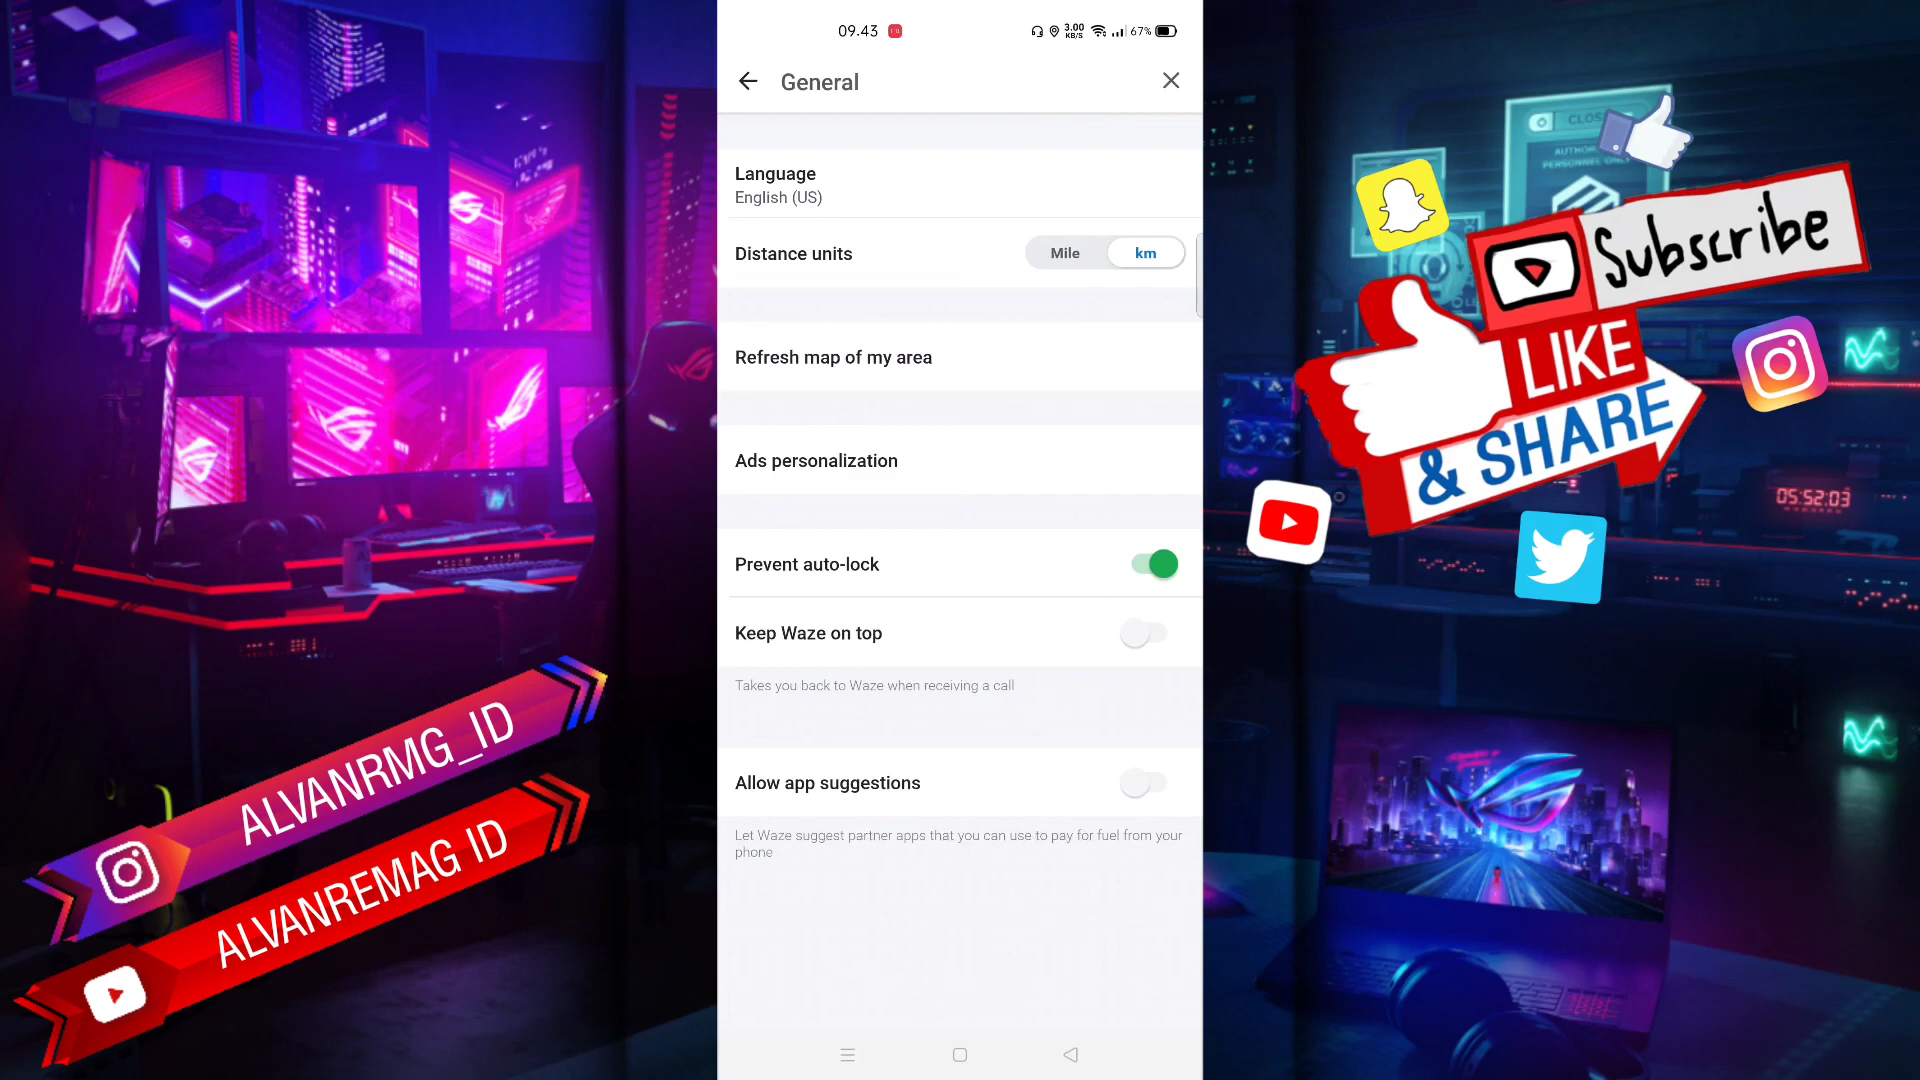 09.43
3.00
KB/S
67%
General
Language
English (US)
Distance units
Mile
km
Refresh map of my area
Ads personalization
Prevent auto-lock
Keep Waze on top
Takes you back to Waze when receiving a call
Allow app suggestions
Let Waze suggest partner apps that you can use to pay for fuel from your
phone
ALVANRMG_ID
ALVANREMAG ID
Subscribe
LIKE
& SHARE
05:52:03